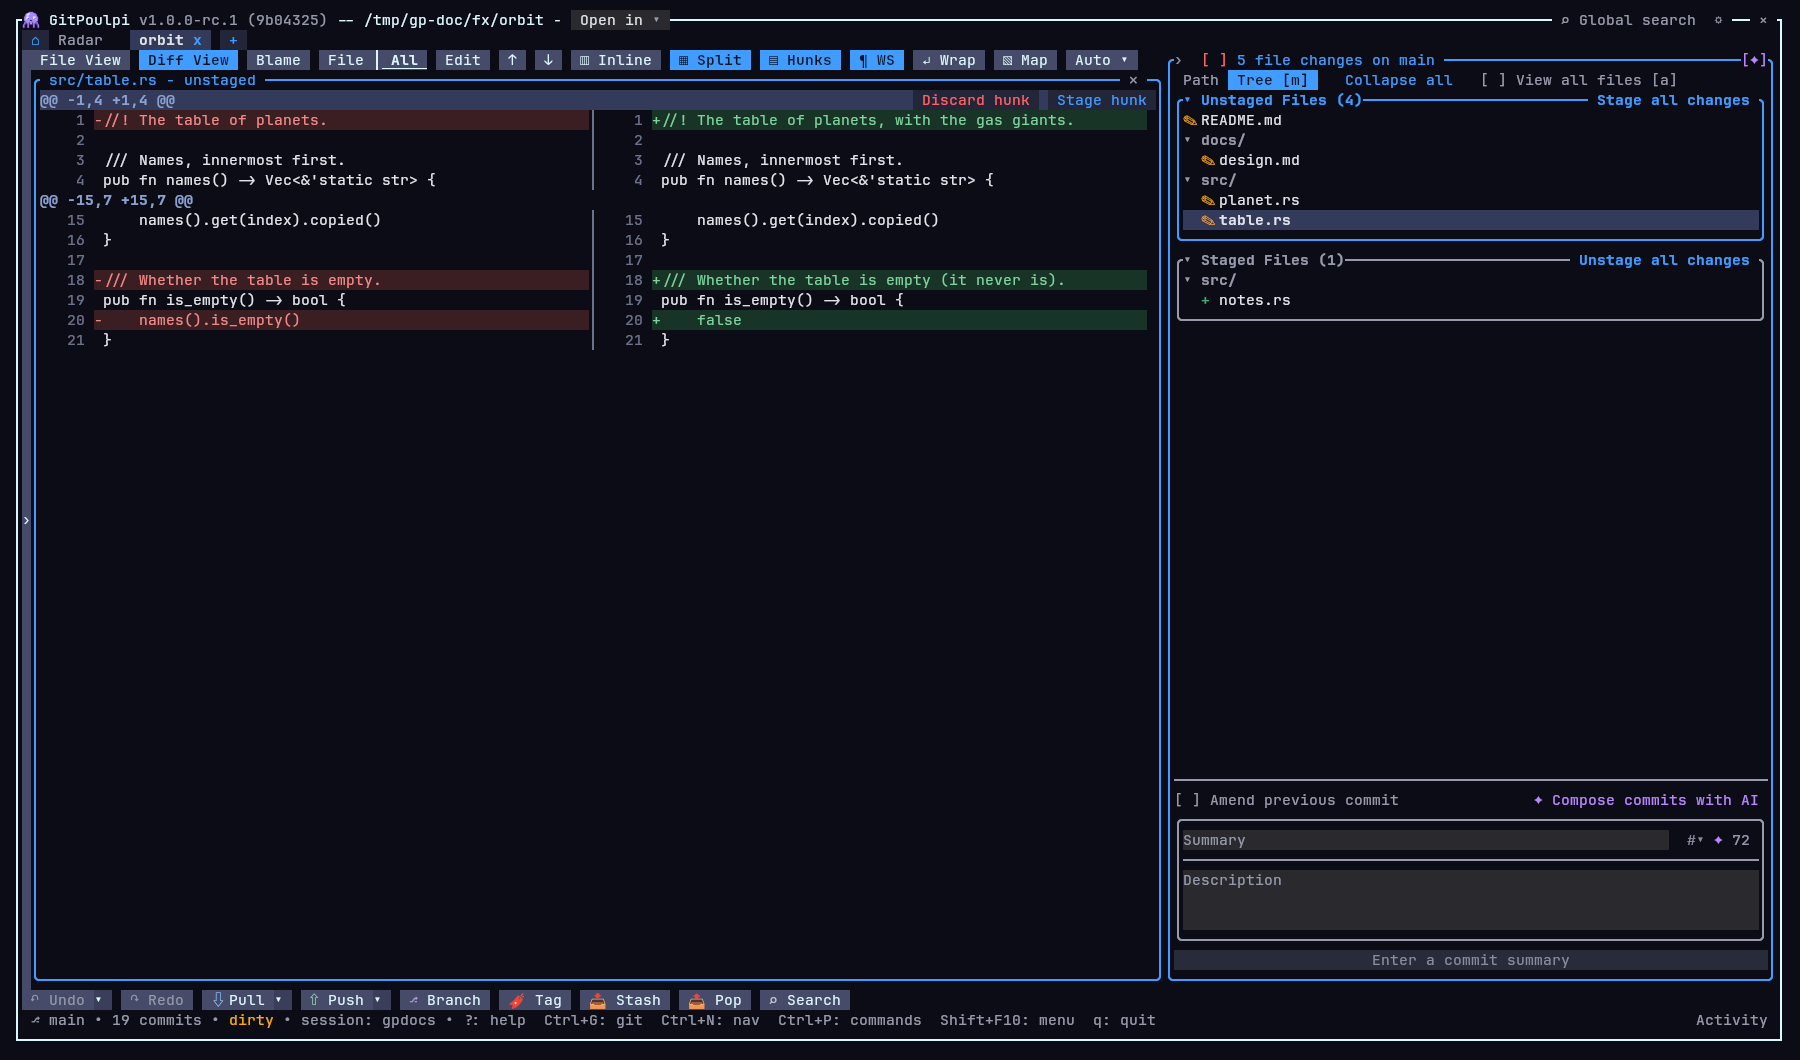 GitPoulpi v1.0.0-rc.1 (9b04325) -- /tmp/gp-doc/fx/orbit - Open in ▾ ⌕ Global search ⚙ ×
⌂ Radar orbit x +
File View Diff View Blame File All Edit ↑ ↓ ▥ Inline ▦ Split ▤ Hunks ¶ WS ↲ Wrap ▧ Map Auto ▾
src/table.rs - unstaged ×
@@ -1,4 +1,4 @@ Discard hunk Stage hunk
1 -//! The table of planets. 1 +//! The table of planets, with the gas giants.
2 2
3 /// Names, innermost first. 3 /// Names, innermost first.
4 pub fn names() -> Vec<&'static str> { 4 pub fn names() -> Vec<&'static str> {
@@ -15,7 +15,7 @@
15 names().get(index).copied() 15 names().get(index).copied()
16 } 16 }
17 17
18 -/// Whether the table is empty. 18 +/// Whether the table is empty (it never is).
19 pub fn is_empty() -> bool { 19 pub fn is_empty() -> bool {
20 - names().is_empty() 20 + false
21 } 21 }
› [ ] 5 file changes on main [✦]
Path Tree [m] Collapse all [ ] View all files [a]
▾ Unstaged Files (4) Stage all changes
✎ README.md
▾ docs/
✎ design.md
▾ src/
✎ planet.rs
✎ table.rs
▾ Staged Files (1) Unstage all changes
▾ src/
+ notes.rs
›
[ ] Amend previous commit ✦ Compose commits with AI
Summary #▾ ✦ 72
Description
Enter a commit summary
↶ Undo ▾ ↷ Redo ⇩ Pull ▾ ⇧ Push ▾ ⎇ Branch Tag Stash Pop ⌕ Search
⎇ main • 19 commits • dirty • session: gpdocs • ?: help Ctrl+G: git Ctrl+N: nav Ctrl+P: commands Shift+F10: menu q: quit Activity